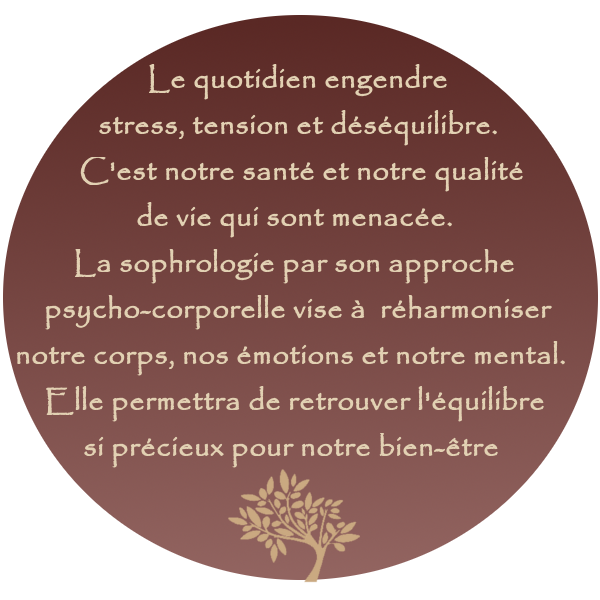 Le quotidien engendre
stress, tension et déséquilibre.
C'est notre santé et notre qualité
de vie qui sont menacée.
La sophrologie par son approche
psycho-corporelle vise à  réharmoniser
notre corps, nos émotions et notre mental.
Elle permettra de retrouver l'équilibre
si précieux pour notre bien-être